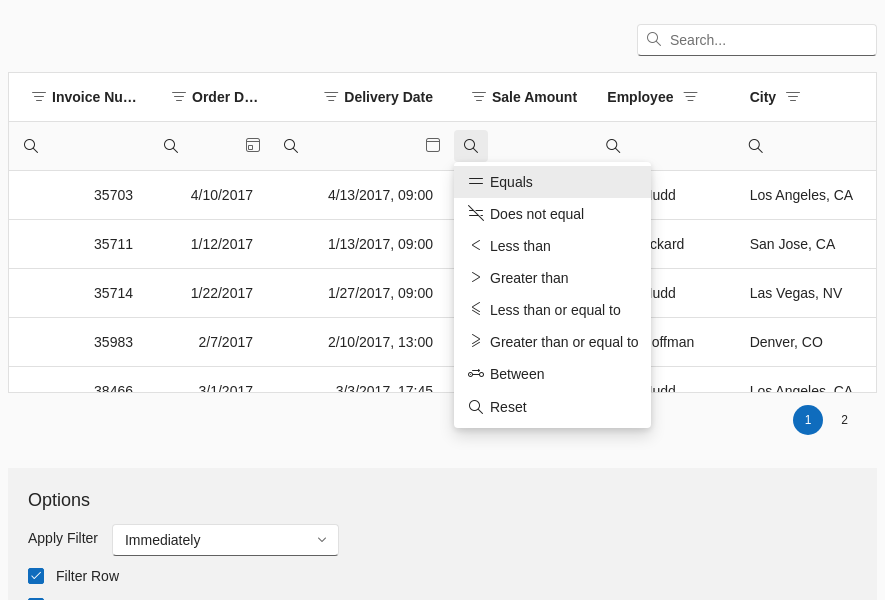 Search...
Invoice Nu… Order D… Delivery Date Sale Amount Employee City
Equals
35703 4/10/2017 4/13/2017, 09:00 udd Los Angeles, CA
Does not equal
35711 1/12/2017 1/13/2017, 09:00 ckard San Jose, CA
Less than
Greater than
35714 1/22/2017 1/27/2017, 09:00 udd Las Vegas, NV
Less than or equal to
35983 2/7/2017 2/10/2017, 13:00 offman Denver, CO
Greater than or equal to
Between
38466 3/1/2017 3/3/2017, 17:45 udd Los Angeles, CA
Reset
1 2
Options
Apply Filter Immediately
Filter Row